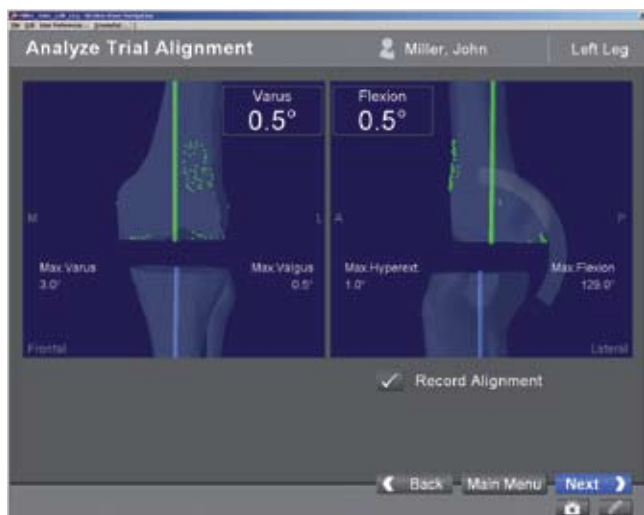 Analyze Trial Alignment
Miller, John
Left Leg
Varus
0.5°
Flexion
0.5°
M
L
A
P
Max.Varus
3.0°
Max.Valgus
0.5°
Max.Hyperext.
1.0°
Max.Flexion
129.0°
Frontal
Lateral
Record Alignment
Back
Main Menu
Next